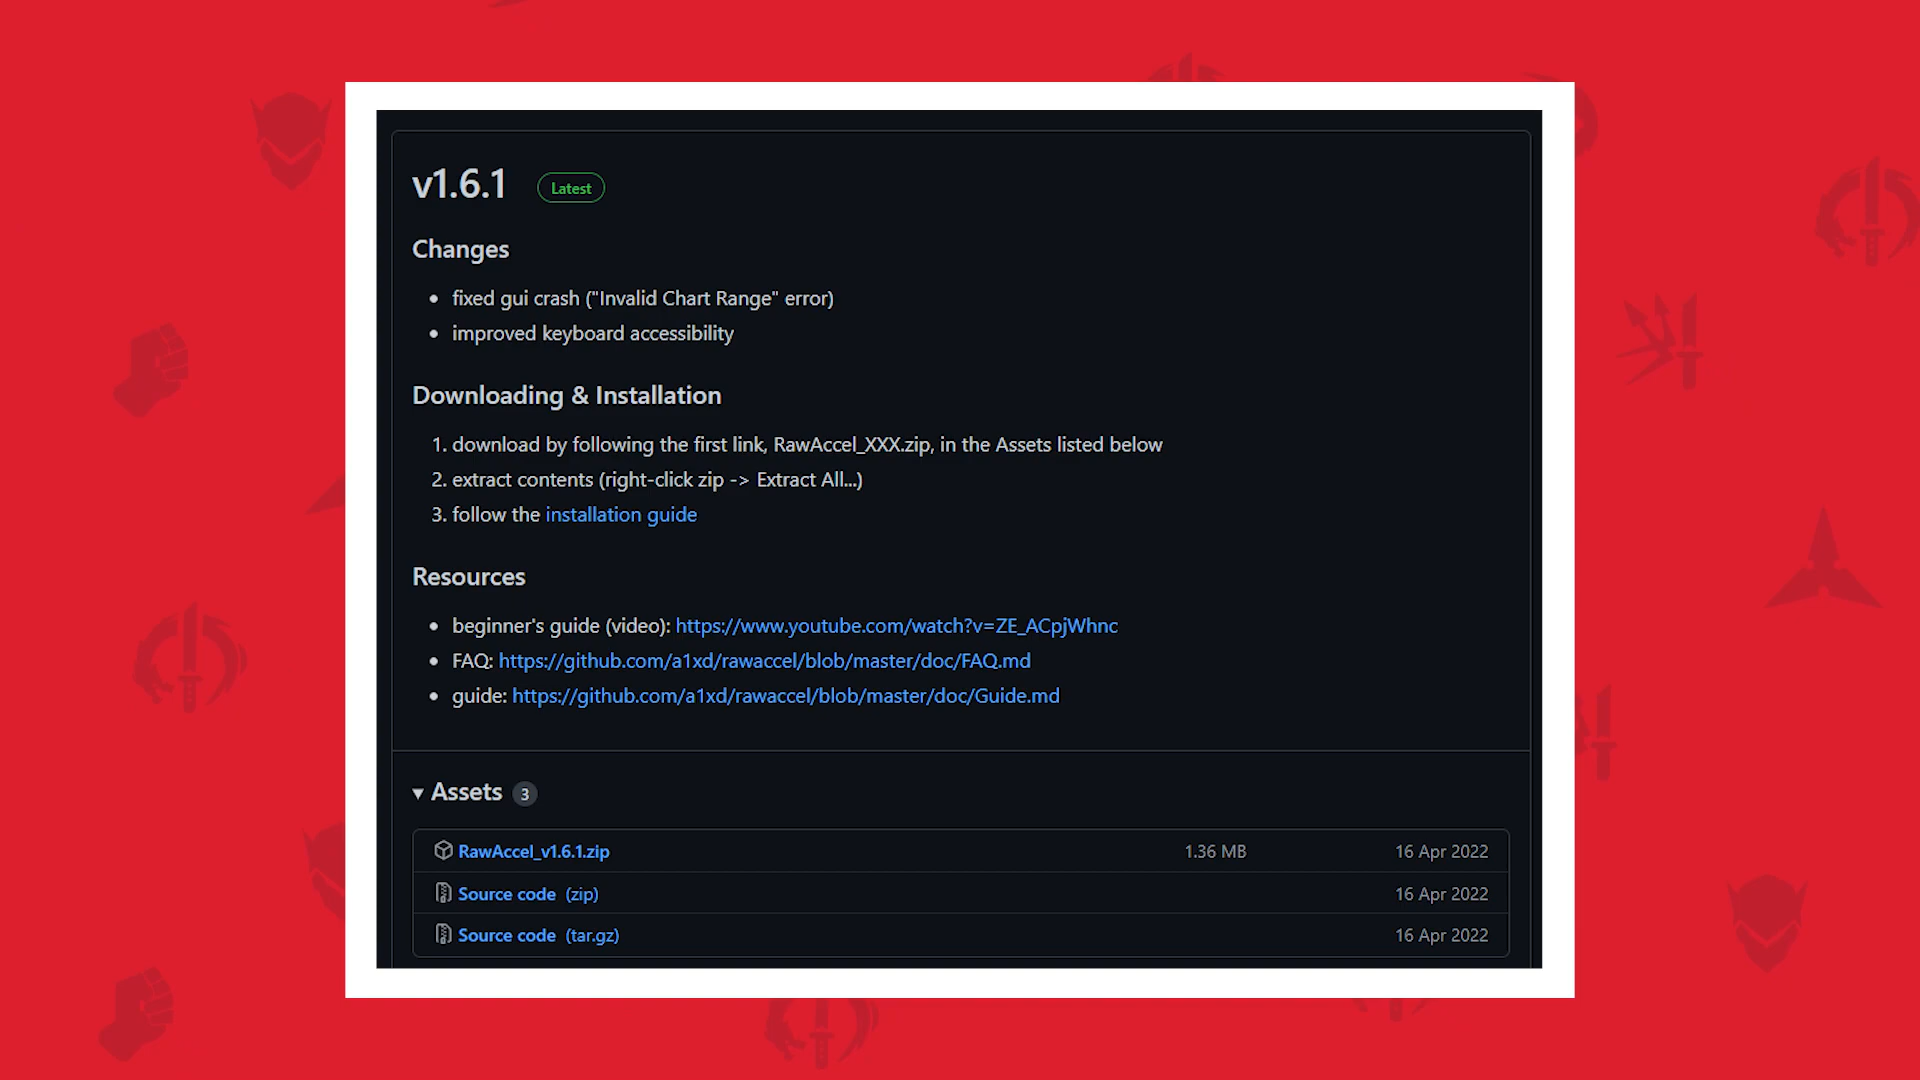 v1.6.1 Latest
Changes
• fixed gui crash ("Invalid Chart Range" error)
• improved keyboard accessibility
Downloading & Installation
1. download by following the first link, RawAccel_XXX.zip, in the Assets listed below
2. extract contents (right-click zip -> Extract All...)
3. follow the installation guide
Resources
• beginner's guide (video): https://www.youtube.com/watch?v=ZE_ACpjWhnc
• FAQ: https://github.com/a1xd/rawaccel/blob/master/doc/FAQ.md
• guide: https://github.com/a1xd/rawaccel/blob/master/doc/Guide.md
Assets 3
RawAccel_v1.6.1.zip 1.36 MB 16 Apr 2022
Source code (zip) 16 Apr 2022
Source code (tar.gz) 16 Apr 2022